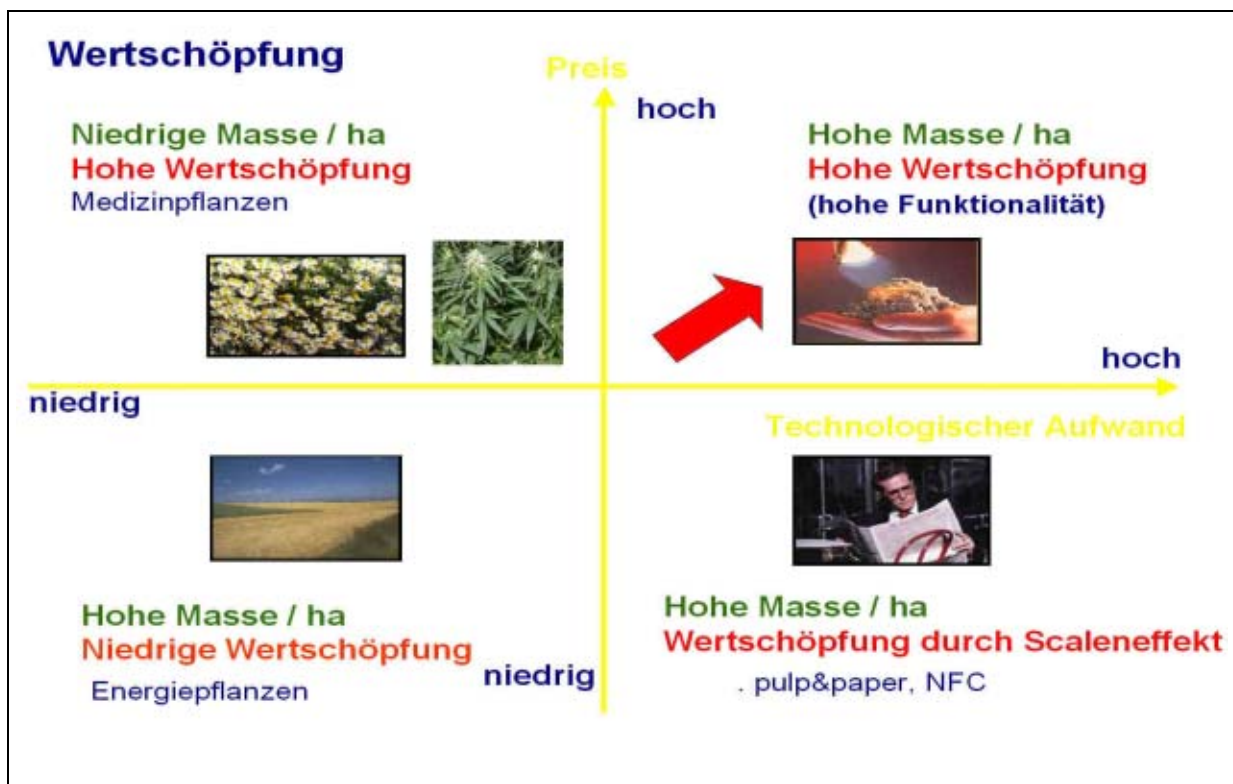 Wertschöpfung
Preis
hoch
Niedrige Masse / ha
Hohe Wertschöpfung
Medizinpflanzen
Hohe Masse / ha
Hohe Wertschöpfung
(hohe Funktionalität)
hoch
niedrig
Technologischer Aufwand
Hohe Masse / ha
Niedrige Wertschöpfung
Energiepflanzen
niedrig
Hohe Masse / ha
Wertschöpfung durch Scaleneffekt
. pulp&paper, NFC